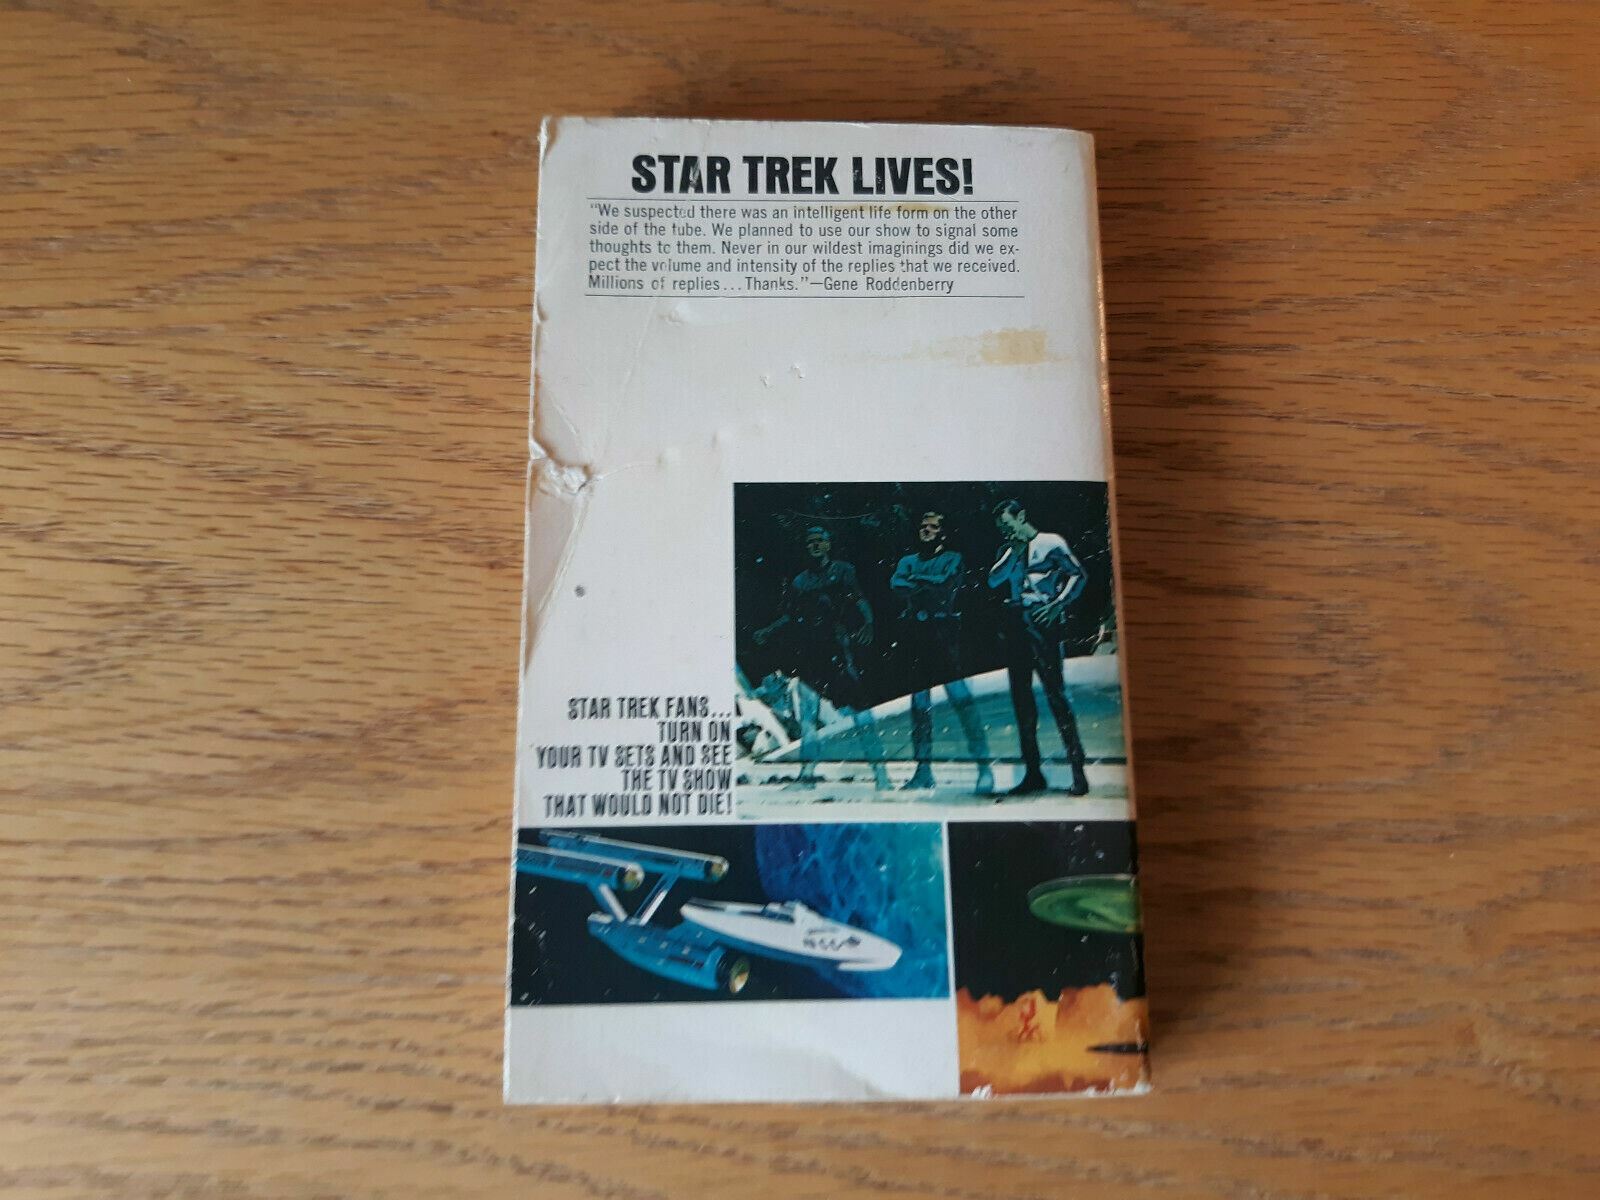 STAR TREK LIVES!
"We suspected there was an intelligent life form on the other
side of the tube. We planned to use our show to signal some
thoughts to them. Never in our wildest imaginings did we ex-
pect the volume and intensity of the replies that we received.
Millions of replies...Thanks."—Gene Roddenberry
STAR TREK FANS...
TURN ON
YOUR TV SETS AND SEE
THE TV SHOW
THAT WOULD NOT DIE!
NCC